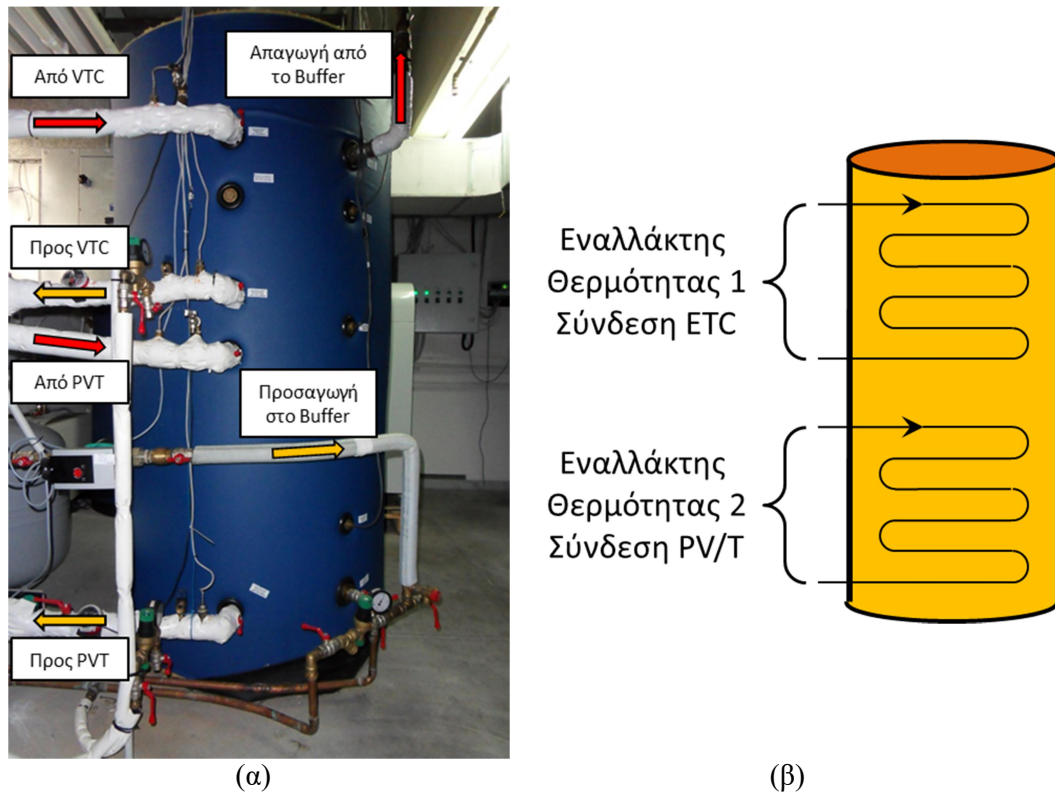 Από VTC
Απαγωγή από
το Buffer
Προς VTC
Από PVT
Προσαγωγή
στο Buffer
Προς PVT
Εναλλάκτης
Θερμότητας 1
Σύνδεση ETC
Εναλλάκτης
Θερμότητας 2
Σύνδεση PV/T
(α)
(β)